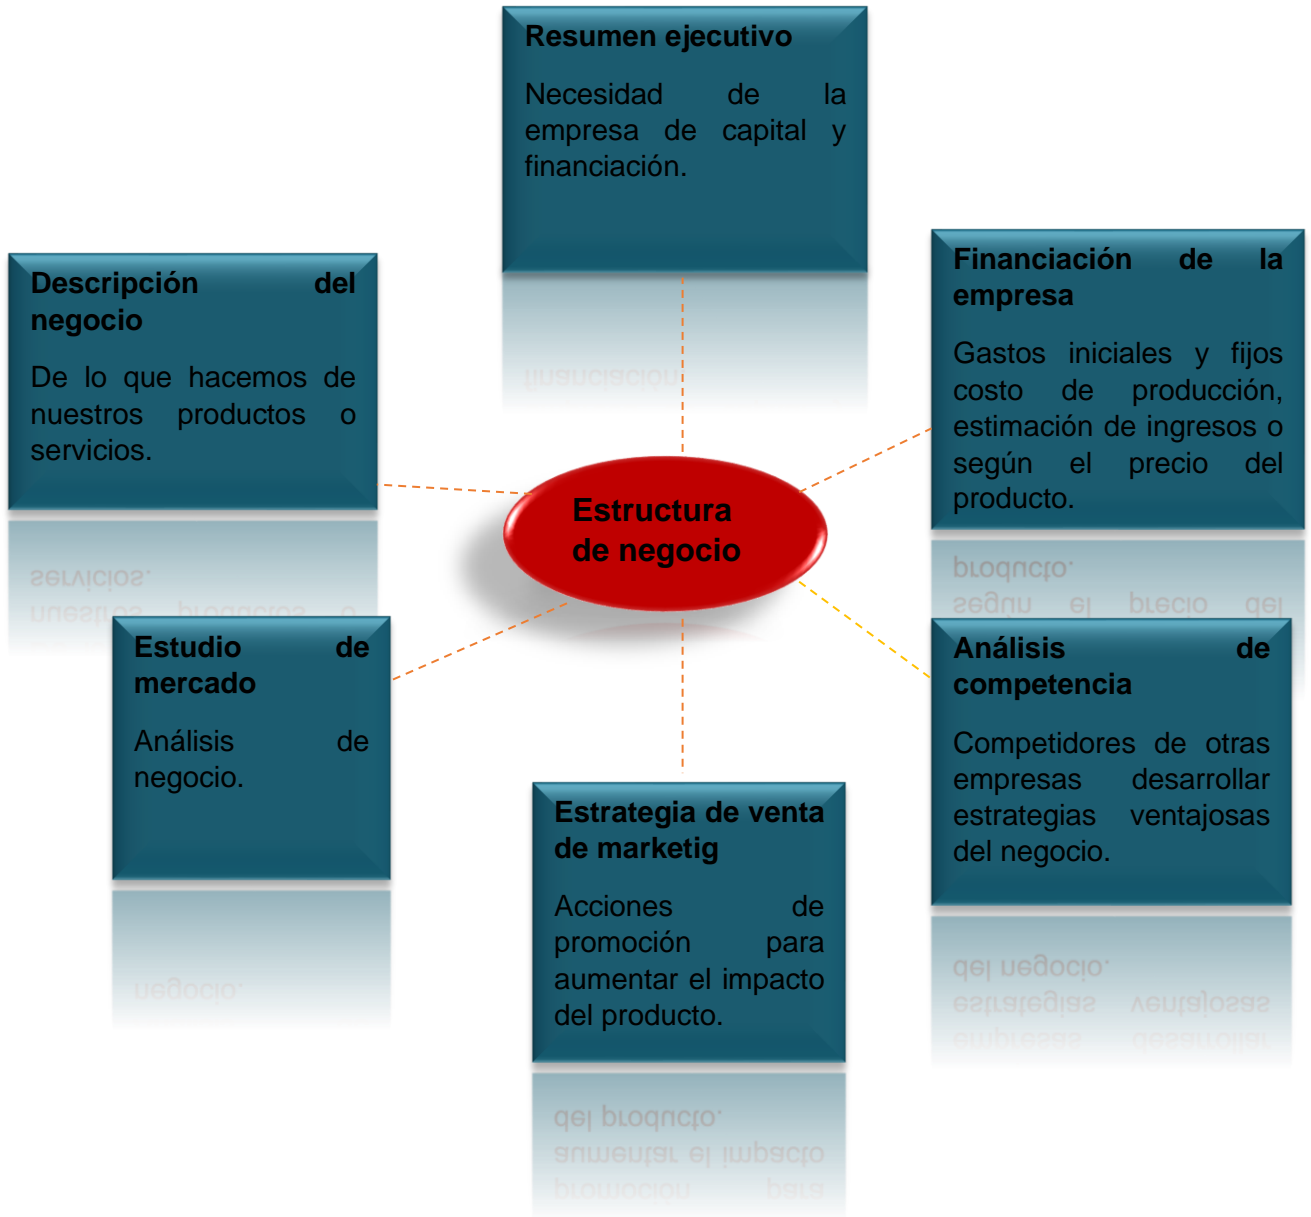 Resumen ejecutivo
Necesidad de la
empresa de capital y
financiación.
Descripción del
negocio
De lo que hacemos de
nuestros productos o
servicios.
Financiación de la
empresa
Gastos iniciales y fijos
costo de producción,
estimación de ingresos o
según el precio del
producto.
Estructura
de negocio
Estudio de
mercado
Análisis de
negocio.
Análisis de
competencia
Competidores de otras
empresas desarrollar
estrategias ventajosas
del negocio.
Estrategia de venta
de marketig
Acciones de
promoción para
aumentar el impacto
del producto.